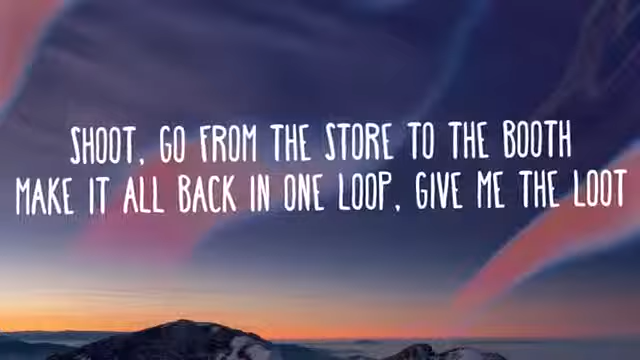 SHOOT, GO FROM THE STORE TO THE BOOTH
MAKE IT ALL BACK IN ONE LOOP, GIVE ME THE LOOT